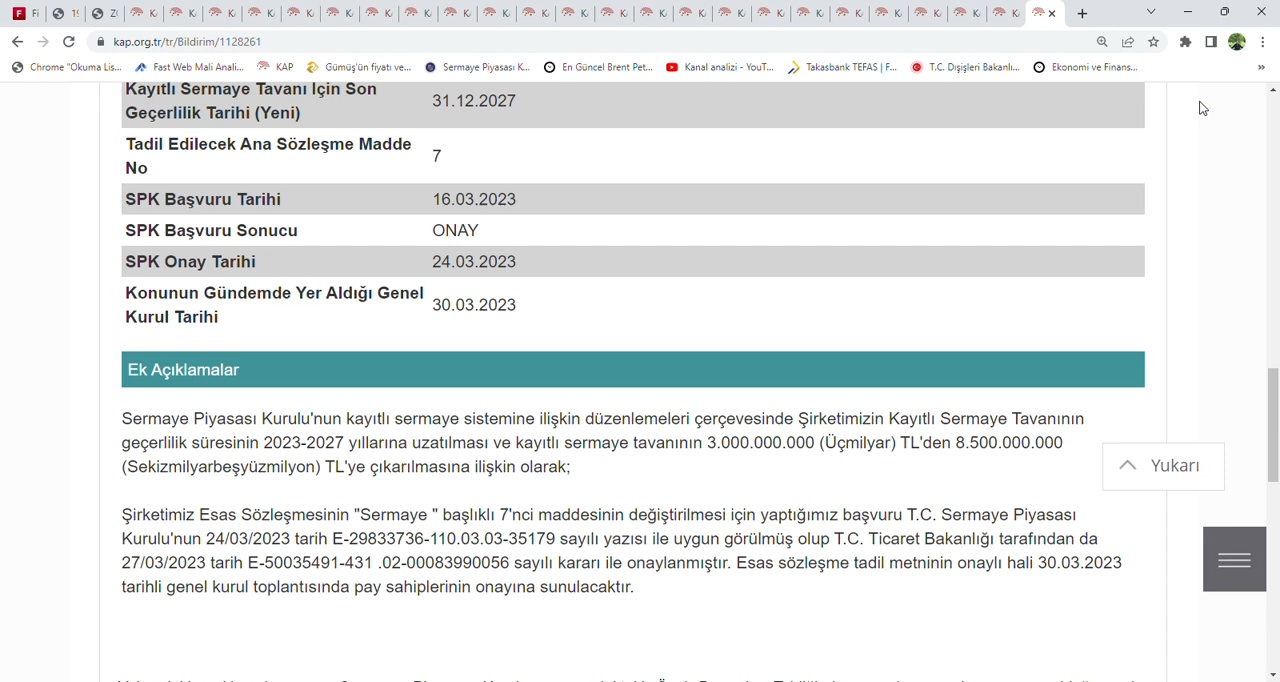 Fi
19
kap.org.tr/tr/Bildirim/1128261
Chrome "Okuma Lis... Fast Web Mali Anali... KAP Gümüş'ün fiyatı ve... Sermaye Piyasası K... En Güncel Brent Pet... Kanal analizi - YouT... Takasbank TEFAS | F... T.C. Dışişleri Bakanlı... Ekonomi ve Finans... »
Kayıtlı Sermaye Tavanı İçin Son
Geçerlilik Tarihi (Yeni) 31.12.2027
Tadil Edilecek Ana Sözleşme Madde
No 7
SPK Başvuru Tarihi 16.03.2023
SPK Başvuru Sonucu ONAY
SPK Onay Tarihi 24.03.2023
Konunun Gündemde Yer Aldığı Genel
Kurul Tarihi 30.03.2023
Ek Açıklamalar
Sermaye Piyasası Kurulu'nun kayıtlı sermaye sistemine ilişkin düzenlemeleri çerçevesinde Şirketimizin Kayıtlı Sermaye Tavanının
geçerlilik süresinin 2023-2027 yıllarına uzatılması ve kayıtlı sermaye tavanının 3.000.000.000 (Üçmilyar) TL'den 8.500.000.000
(Sekizmilyarbeşyüzmilyon) TL'ye çıkarılmasına ilişkin olarak;
Yukarı
Şirketimiz Esas Sözleşmesinin "Sermaye " başlıklı 7'nci maddesinin değiştirilmesi için yaptığımız başvuru T.C. Sermaye Piyasası
Kurulu'nun 24/03/2023 tarih E-29833736-110.03.03-35179 sayılı yazısı ile uygun görülmüş olup T.C. Ticaret Bakanlığı tarafından da
27/03/2023 tarih E-50035491-431 .02-00083990056 sayılı kararı ile onaylanmıştır. Esas sözleşme tadil metninin onaylı hali 30.03.2023
tarihli genel kurul toplantısında pay sahiplerinin onayına sunulacaktır.